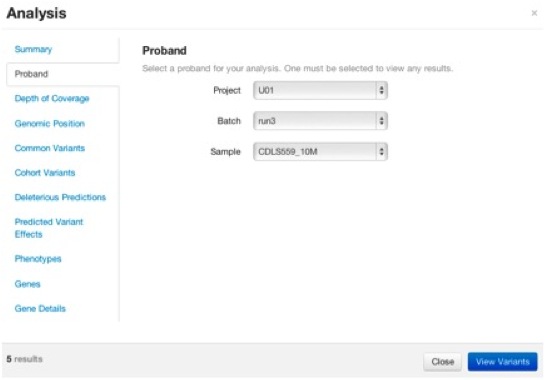 Analysis
×
Summary
Proband
Depth of Coverage
Genomic Position
Common Variants
Cohort Variants
Deleterious Predictions
Predicted Variant
Effects
Phenotypes
Genes
Gene Details
Proband
Select a proband for your analysis. One must be selected to view any results.
Project U01
Batch run3
Sample CDLS559_10M
5 results
Close View Variants